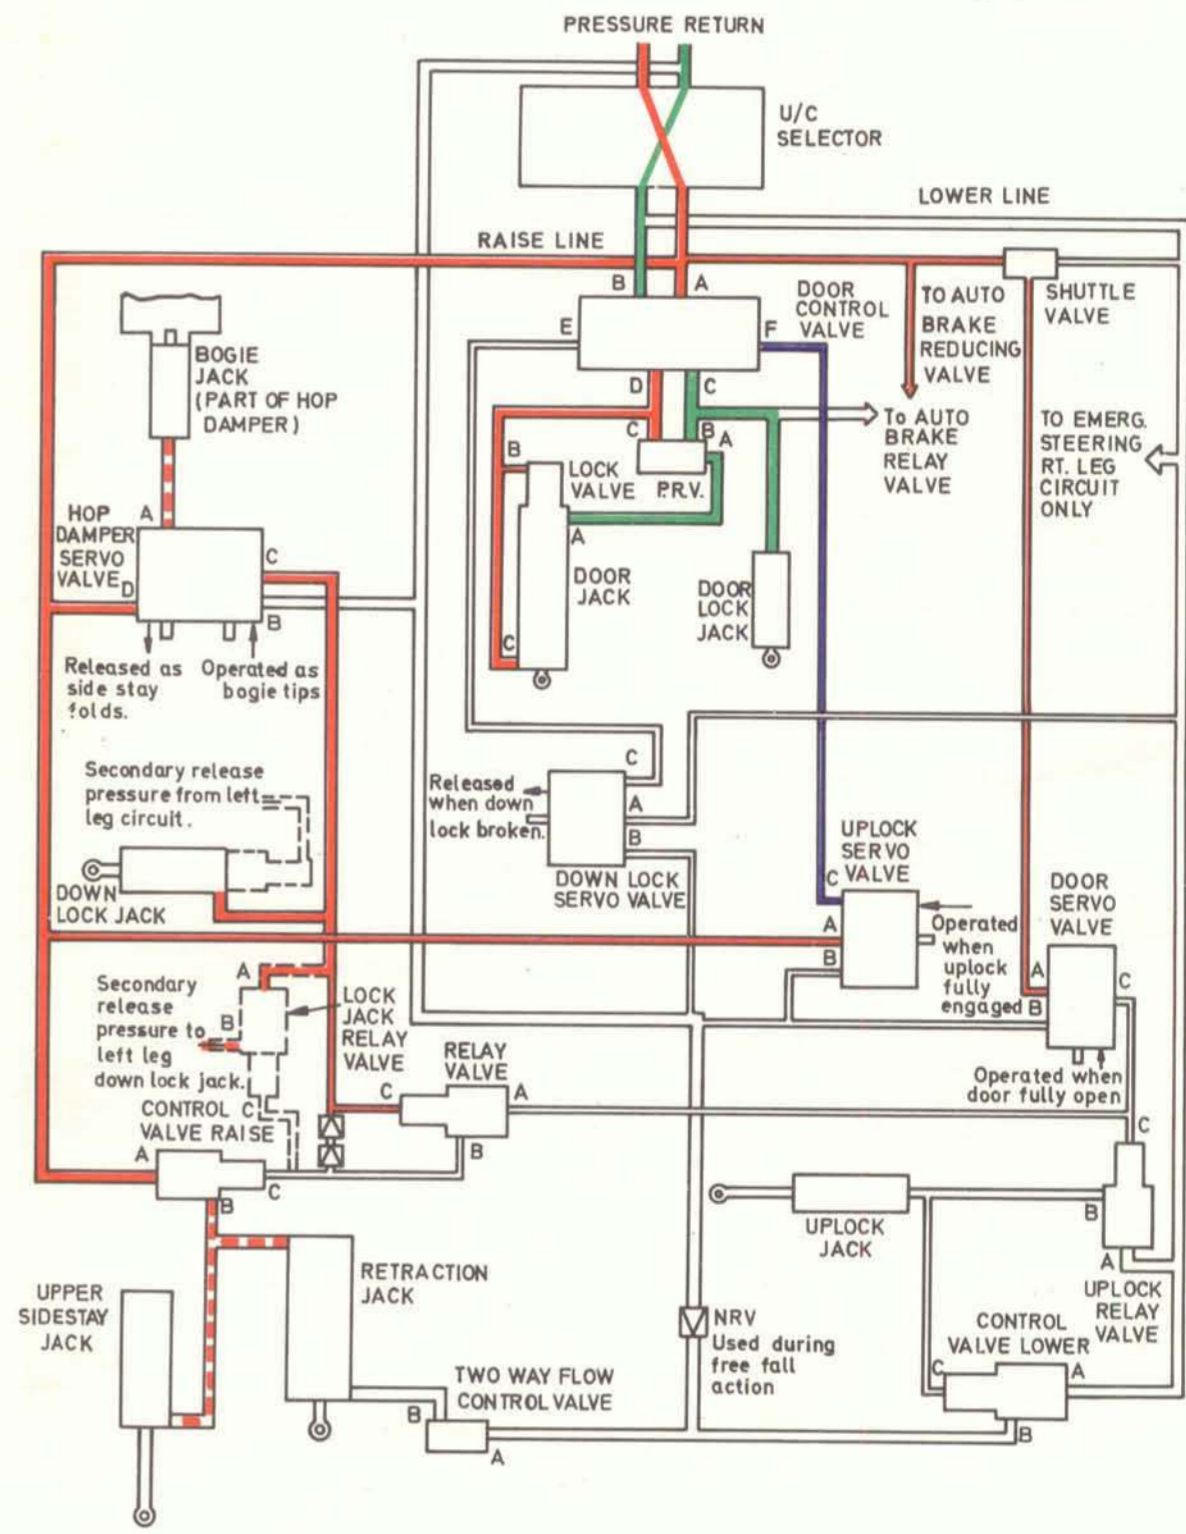 PRESSURE RETURN
U/C
SELECTOR
LOWER LINE
RAISE LINE
B
A
DOOR
CONTROL
VALVE
E
F
TO AUTO
BRAKE
REDUCING
VALVE
SHUTTLE
VALVE
BOGIE
JACK
(PART OF HOP
DAMPER)
D
C
C
B
A
To AUTO
BRAKE
RELAY
VALVE
TO EMERG.
STEERING
RT. LEG
CIRCUIT
ONLY
B
LOCK
VALVE
P.R.V.
A
HOP
DAMPER
SERVO
VALVE
A
C
D
B
A
DOOR
JACK
C
DOOR
LOCK
JACK
Released as
side stay
folds.
Operated as
bogie tips
Secondary release
pressure from left
leg circuit.
DOWN
LOCK JACK
Released
when down
lock broken.
C
A
B
DOWN LOCK
SERVO VALVE
UPLOCK
SERVO
VALVE
C
A
B
Operated
when
uplock
fully
engaged
DOOR
SERVO
VALVE
A
B
C
Operated when
door fully open
Secondary
release
pressure to
left leg
down lock jack.
A
B
C
LOCK
JACK
RELAY
VALVE
RELAY
VALVE
C
A
B
CONTROL
VALVE RAISE
A
B
C
UPLOCK
JACK
C
B
A
UPLOCK
RELAY
VALVE
RETRACTION
JACK
UPPER
SIDESTAY
JACK
NRV
Used during
free fall
action
CONTROL
VALVE LOWER
C
A
B
TWO WAY FLOW
CONTROL VALVE
B
A